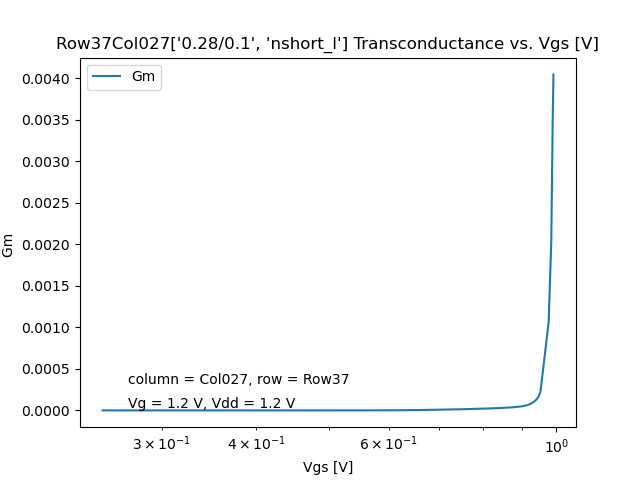 Row37Col027['0.28/0.1', 'nshort_l'] Transconductance vs. Vgs [V]
Gm
0.0040
0.0035
0.0030
0.0025
0.0020
0.0015
0.0010
0.0005
0.0000
Gm
column = Col027, row = Row37
Vg = 1.2 V, Vdd = 1.2 V
3 × 10⁻¹ 4 × 10⁻¹ 6 × 10⁻¹ 10⁰
Vgs [V]